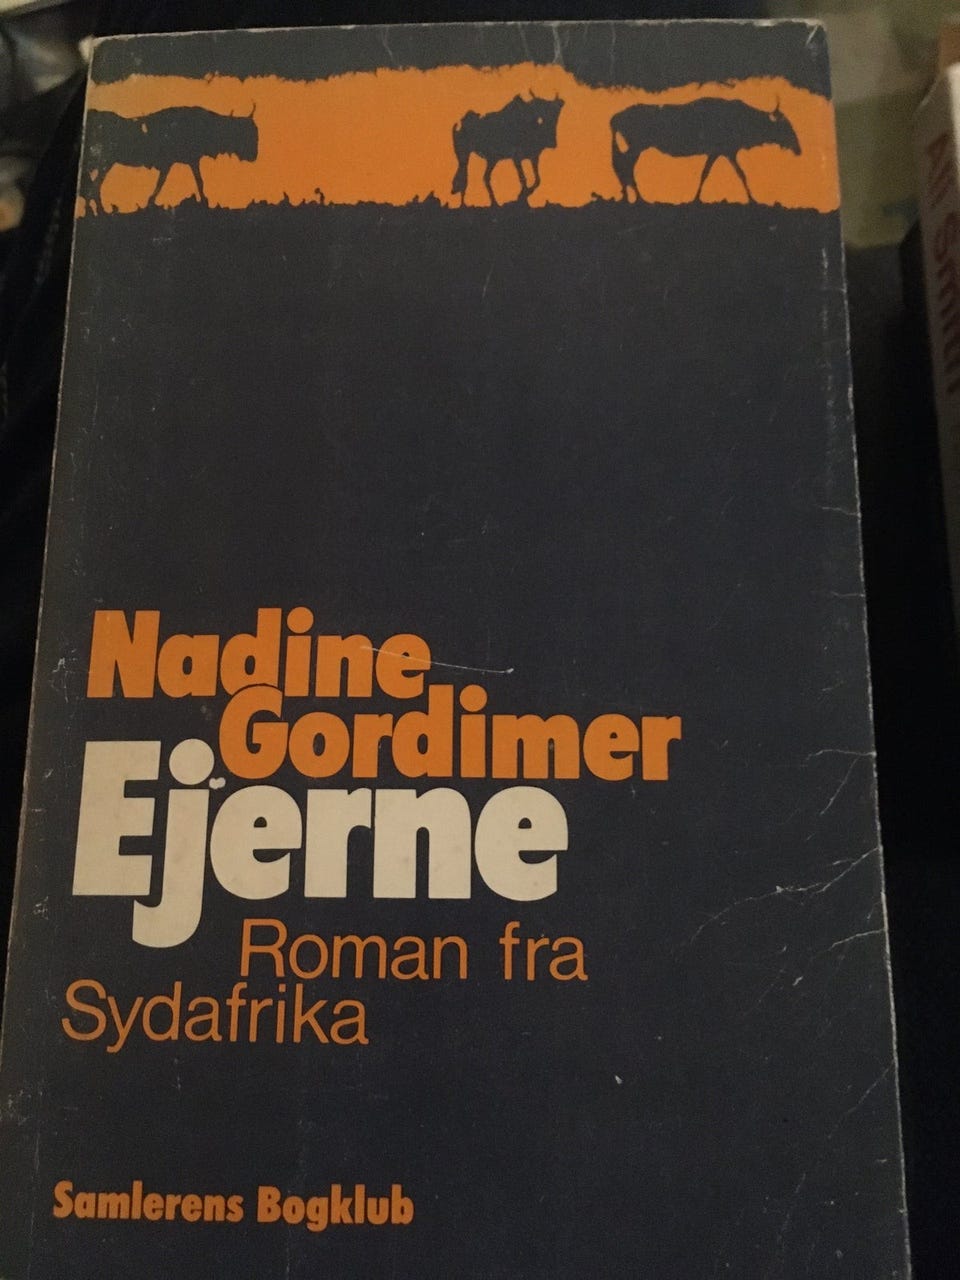 Nadine
Gordimer
Ejerne
Roman fra
Sydafrika
Samlerens Bogklub